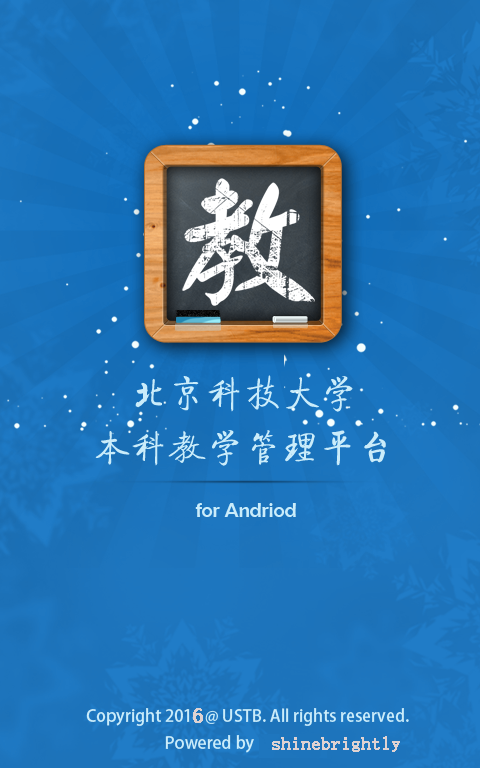 教
北京科技大学
本科教学管理平台
for Andriod
Copyright 2016@ USTB. All rights reserved.
Powered by shinebrightly